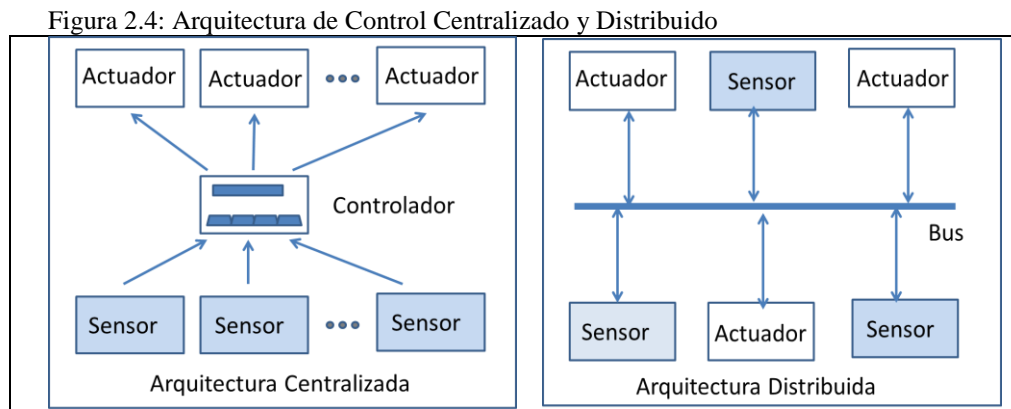 Figura 2.4: Arquitectura de Control Centralizado y Distribuido
Actuador Actuador Actuador
Controlador
Sensor Sensor Sensor
Arquitectura Centralizada
Actuador Sensor Actuador
Bus
Sensor Actuador Sensor
Arquitectura Distribuida